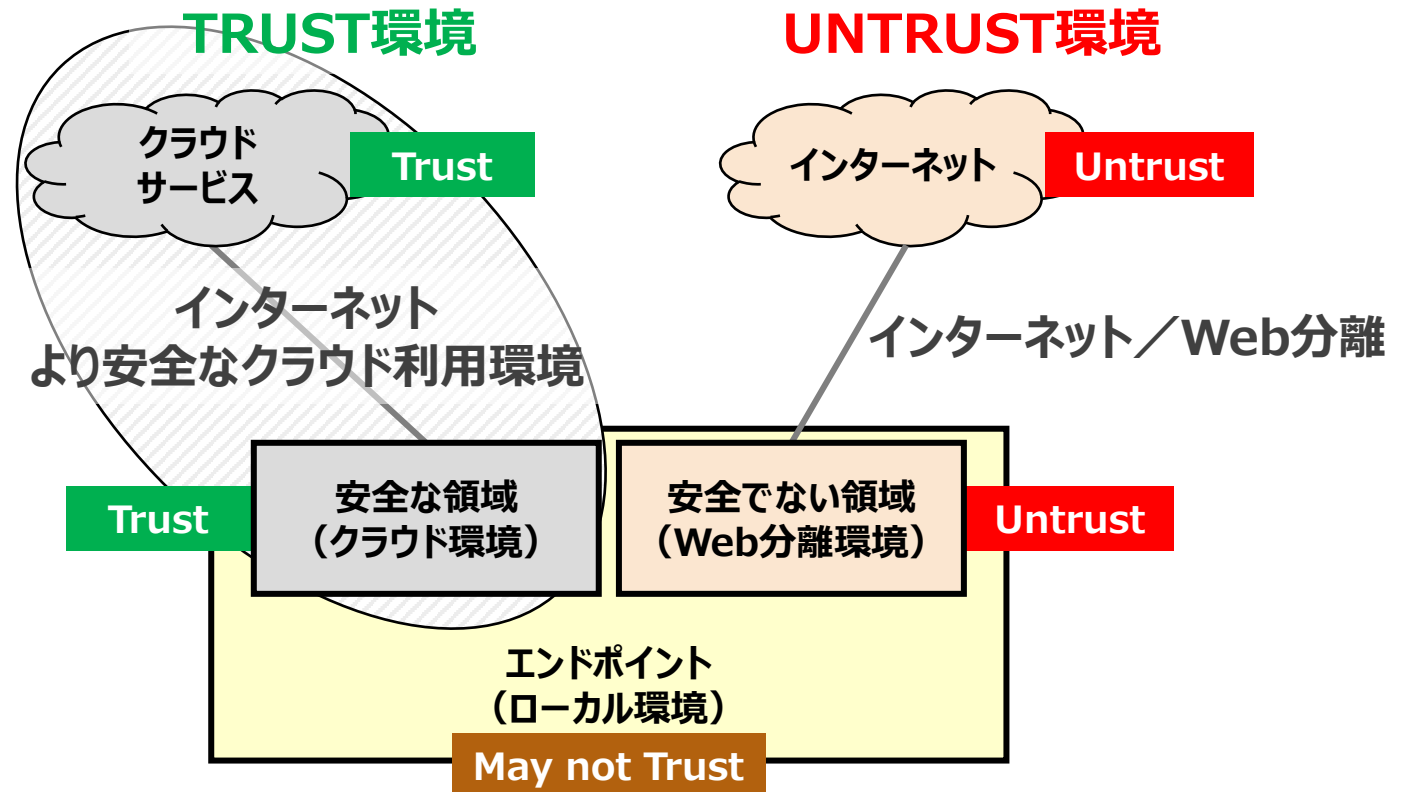 TRUST環境
UNTRUST環境
クラウド
サービス
Trust
インターネット
Untrust
インターネット
より安全なクラウド利用環境
インターネット／Web分離
Trust
安全な領域
（クラウド環境）
安全でない領域
（Web分離環境）
Untrust
エンドポイント
（ローカル環境）
May not Trust